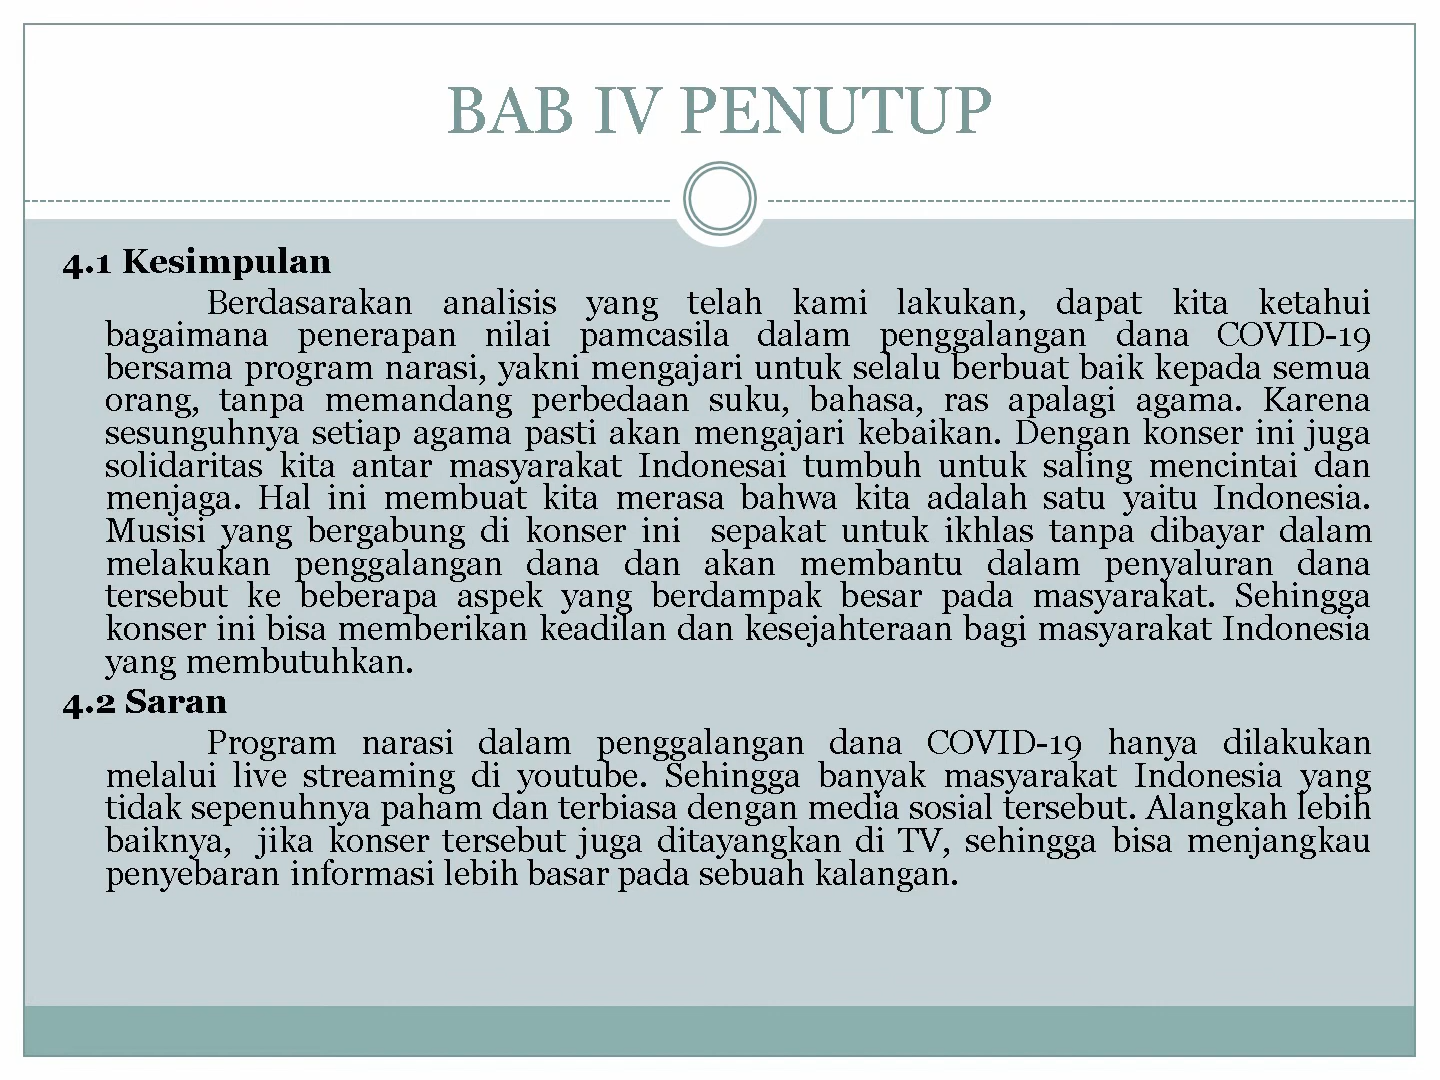 BAB IV PENUTUP
4.1 Kesimpulan
Berdasarakan analisis yang telah kami lakukan, dapat kita ketahui
bagaimana penerapan nilai pamcasila dalam penggalangan dana COVID-19
bersama program narasi, yakni mengajari untuk selalu berbuat baik kepada semua
orang, tanpa memandang perbedaan suku, bahasa, ras apalagi agama. Karena
sesunguhnya setiap agama pasti akan mengajari kebaikan. Dengan konser ini juga
solidaritas kita antar masyarakat Indonesai tumbuh untuk saling mencintai dan
menjaga. Hal ini membuat kita merasa bahwa kita adalah satu yaitu Indonesia.
Musisi yang bergabung di konser ini  sepakat untuk ikhlas tanpa dibayar dalam
melakukan penggalangan dana dan akan membantu dalam penyaluran dana
tersebut ke beberapa aspek yang berdampak besar pada masyarakat. Sehingga
konser ini bisa memberikan keadilan dan kesejahteraan bagi masyarakat Indonesia
yang membutuhkan.
4.2 Saran
Program narasi dalam penggalangan dana COVID-19 hanya dilakukan
melalui live streaming di youtube. Sehingga banyak masyarakat Indonesia yang
tidak sepenuhnya paham dan terbiasa dengan media sosial tersebut. Alangkah lebih
baiknya,  jika konser tersebut juga ditayangkan di TV, sehingga bisa menjangkau
penyebaran informasi lebih basar pada sebuah kalangan.